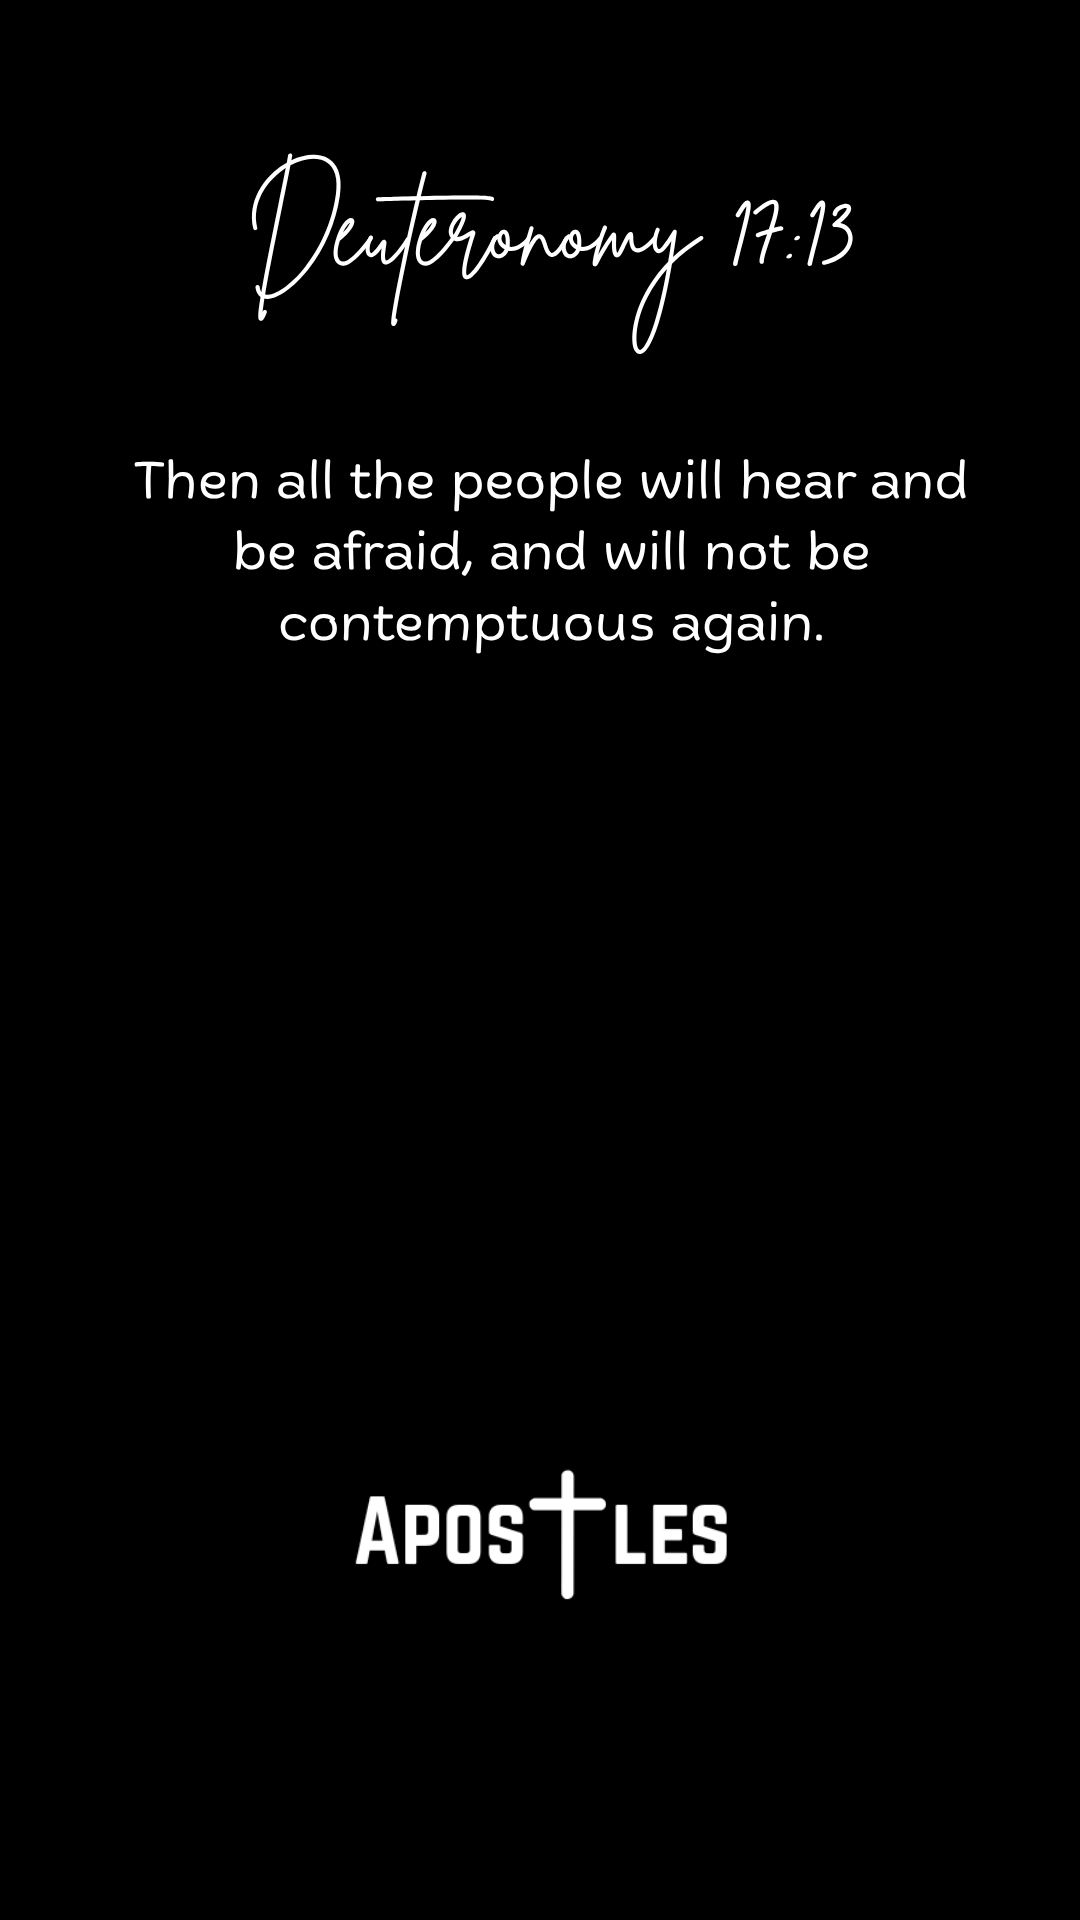 Deuteronomy 17:13
Then all the people will hear and
be afraid, and will not be
contemptuous again.
APOSTLES